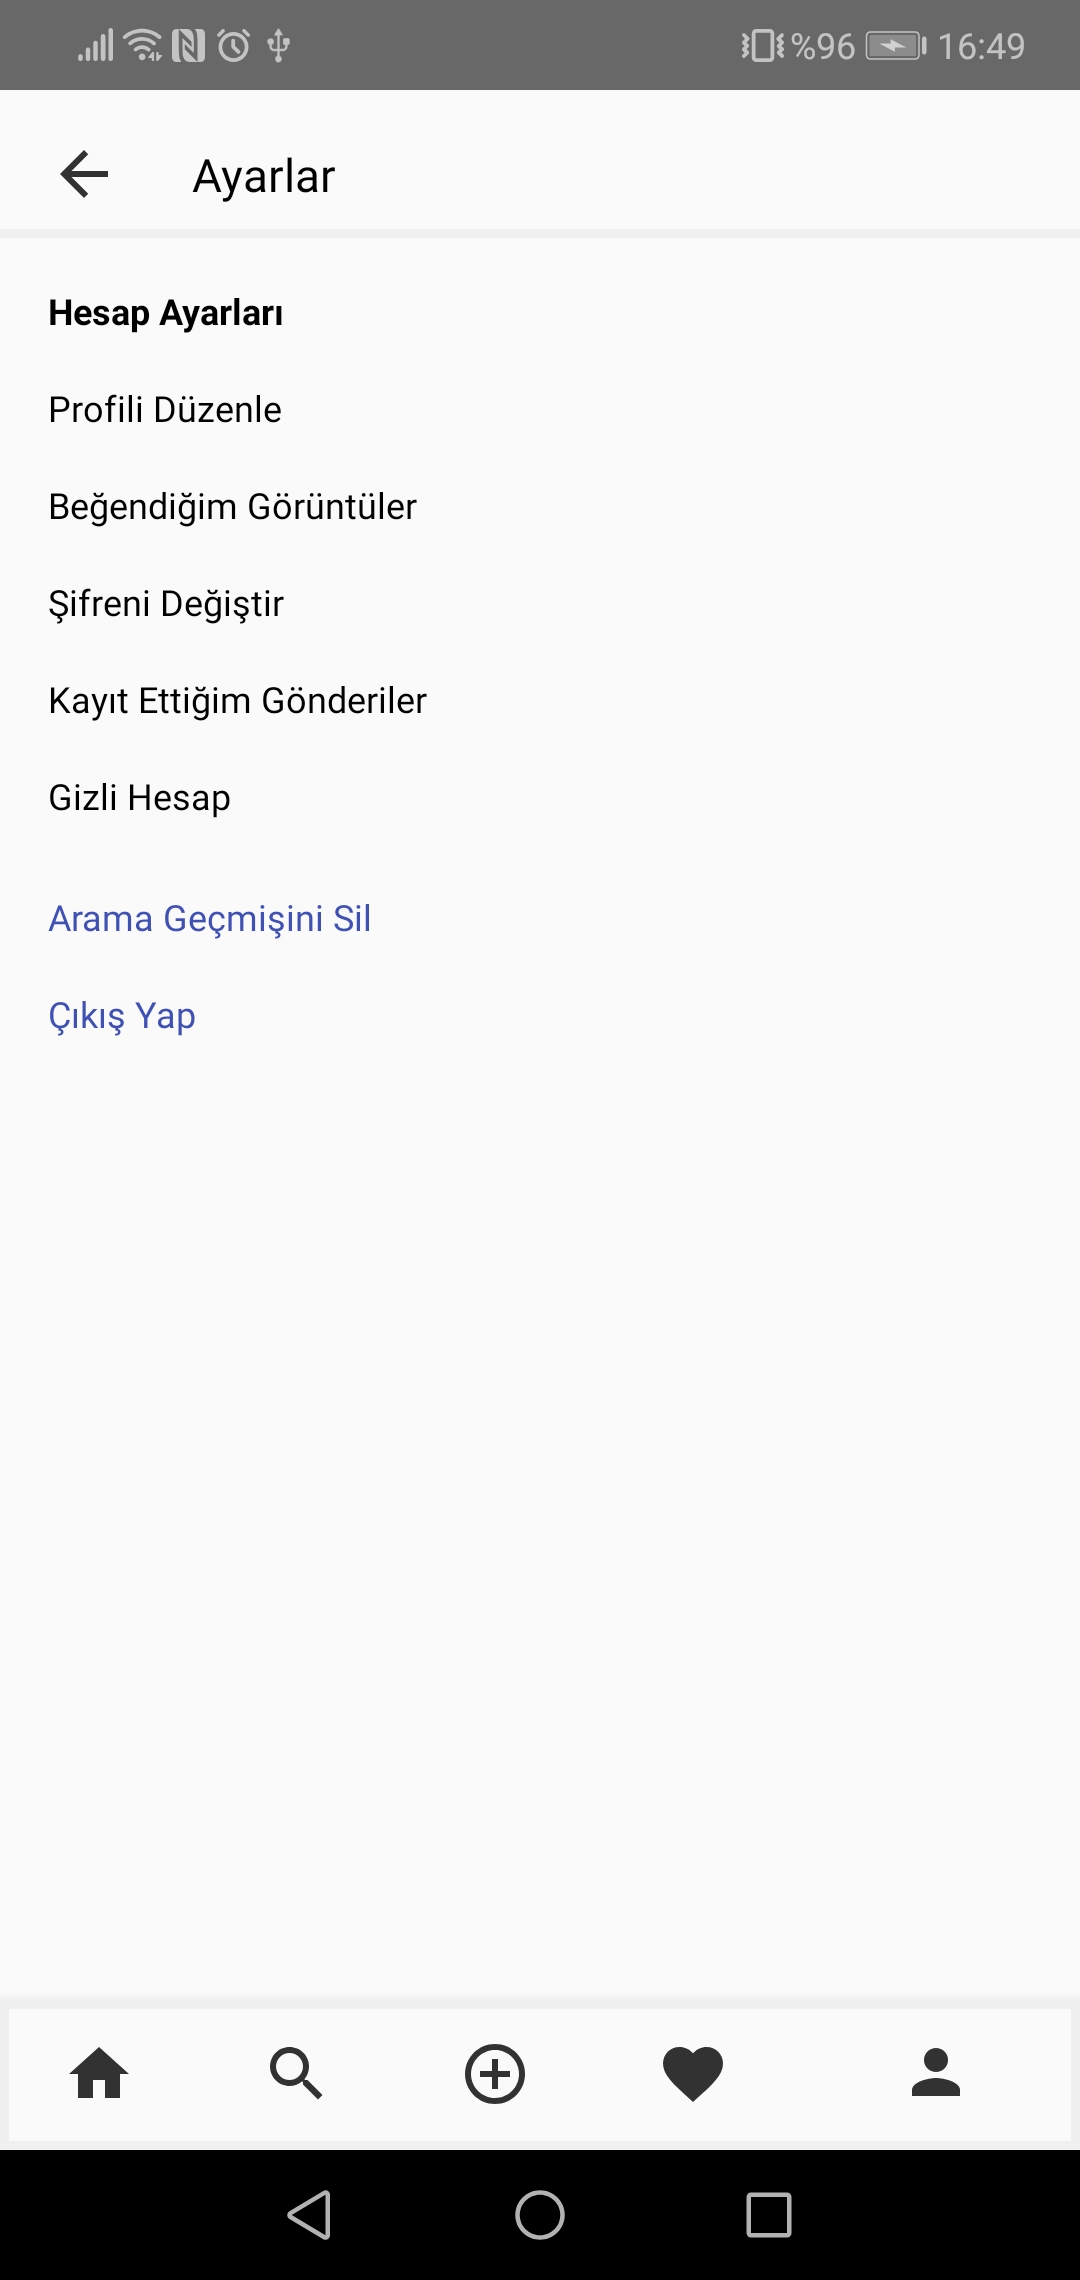 %96 16:49
Ayarlar
Hesap Ayarları
Profili Düzenle
Beğendiğim Görüntüler
Şifreni Değiştir
Kayıt Ettiğim Gönderiler
Gizli Hesap
Arama Geçmişini Sil
Çıkış Yap